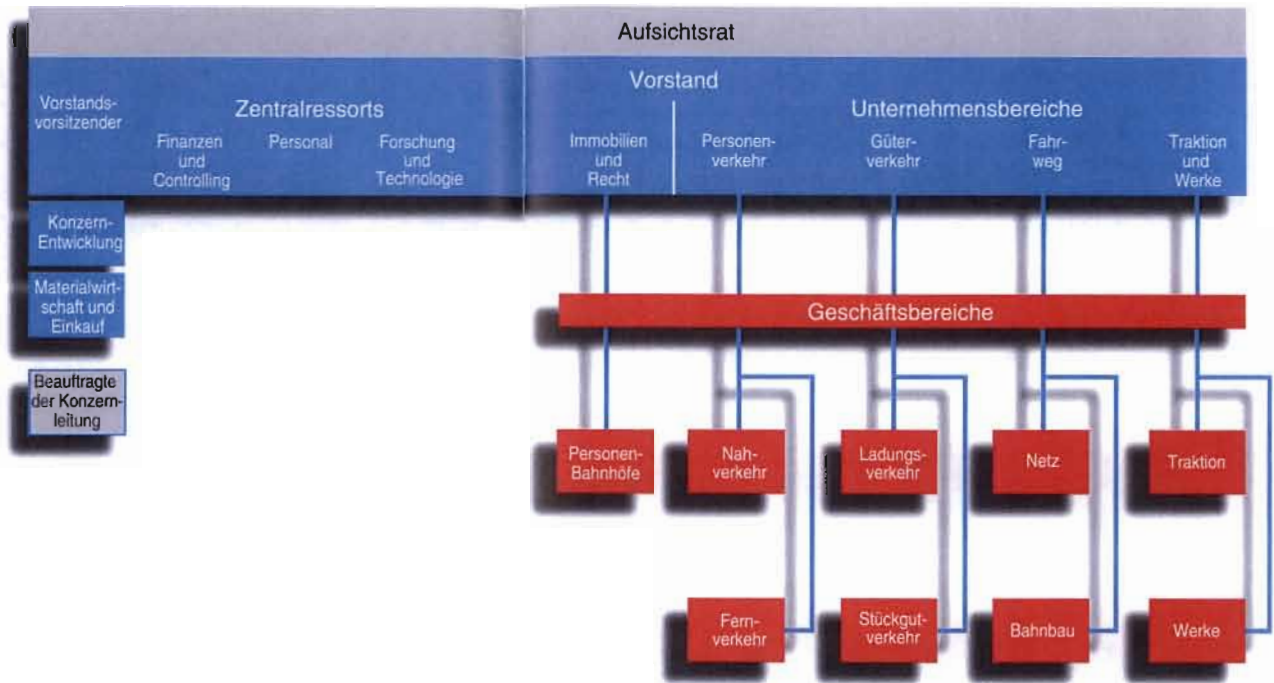 Aufsichtsrat
Vorstand
Vorstands-
vorsitzender
Zentralressorts
Unternehmensbereiche
Finanzen
und
Controlling
Personal
Forschung
und
Technologie
Immobilien
und
Recht
Personen-
verkehr
Güter-
verkehr
Fahr-
weg
Traktion
und
Werke
Konzern-
Entwicklung
Materialwirt-
schaft und
Einkauf
Beauftragte
der Konzern-
leitung
Geschäftsbereiche
Personen-
Bahnhöfe
Nah-
verkehr
Ladungs-
verkehr
Netz
Traktion
Fern-
verkehr
Stückgut-
verkehr
Bahnbau
Werke